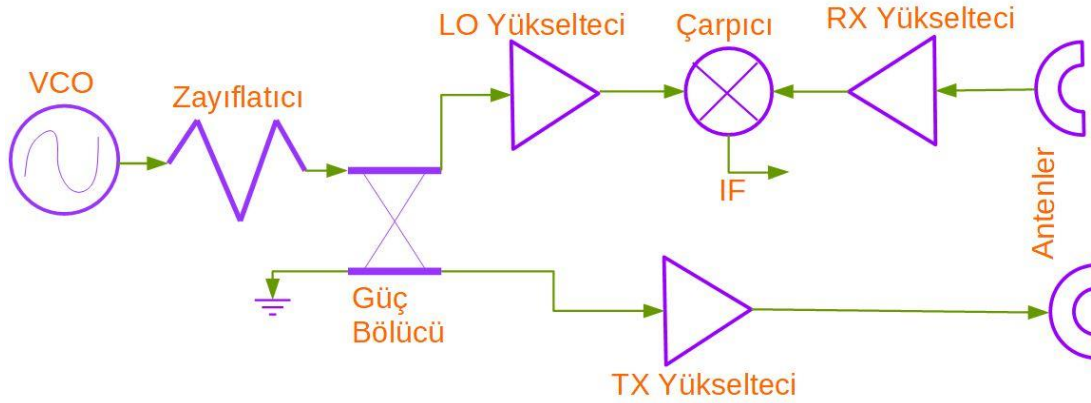 LO Yükselteci
Çarpıcı
RX Yükselteci
VCO
Zayıflatıcı
IF
Antenler
Güç
Bölücü
TX Yükselteci